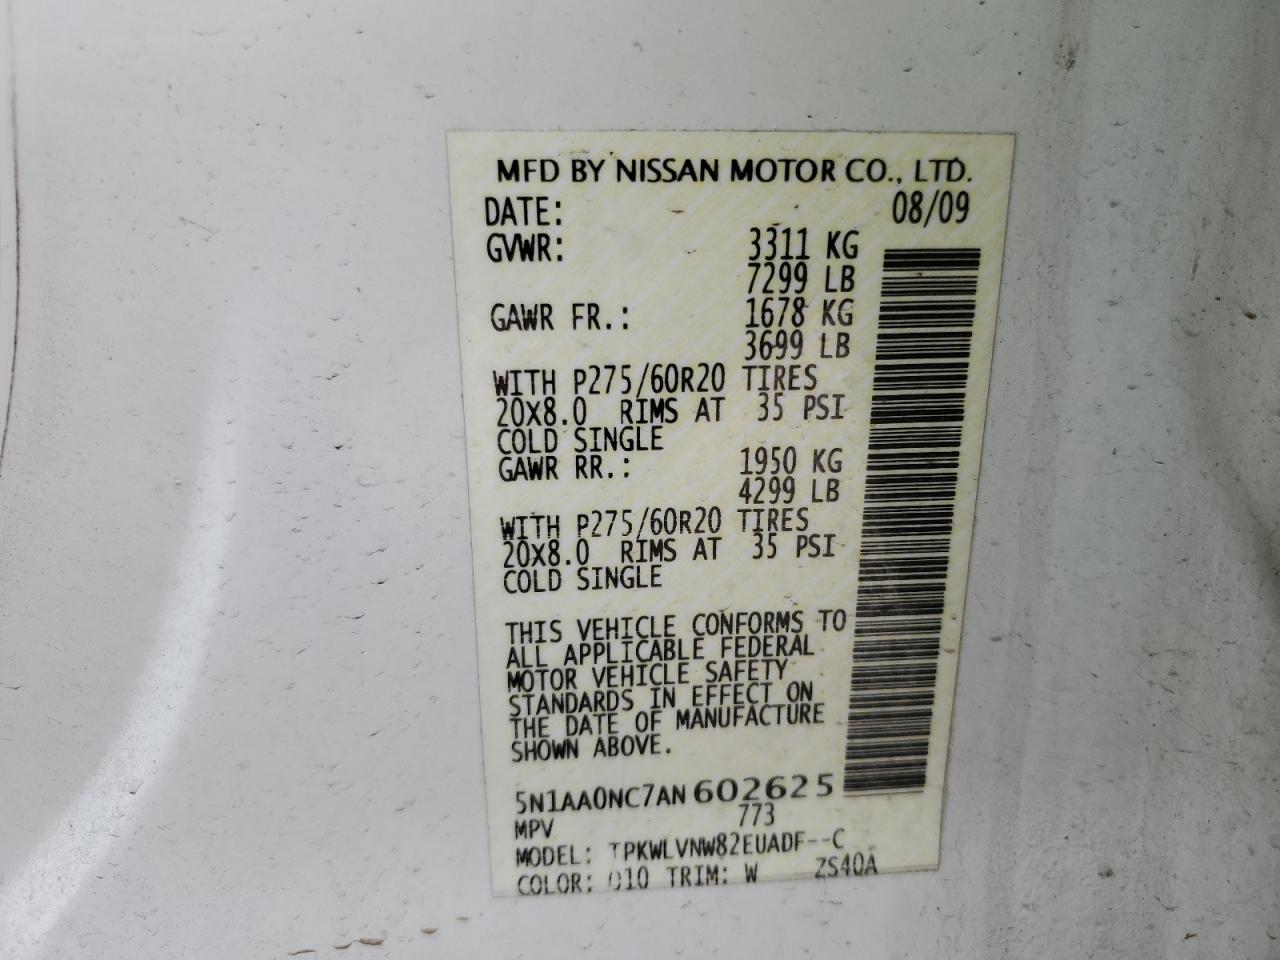 MFD BY NISSAN MOTOR CO., LTD.
DATE: 08/09
GVWR: 3311 KG
7299 LB
GAWR FR.: 1678 KG
3699 LB
WITH P275/60R20 TIRES
20X8.0 RIMS AT 35 PSI
COLD SINGLE
GAWR RR.: 1950 KG
4299 LB
WITH P275/60R20 TIRES
20X8.0 RIMS AT 35 PSI
COLD SINGLE
THIS VEHICLE CONFORMS TO
ALL APPLICABLE FEDERAL
MOTOR VEHICLE SAFETY
STANDARDS IN EFFECT ON
THE DATE OF MANUFACTURE
SHOWN ABOVE.
5N1AA0NC7AN602625
MPV 773
MODEL: TPKWLVNW82EUADF--C
COLOR: 010 TRIM: W ZS40A